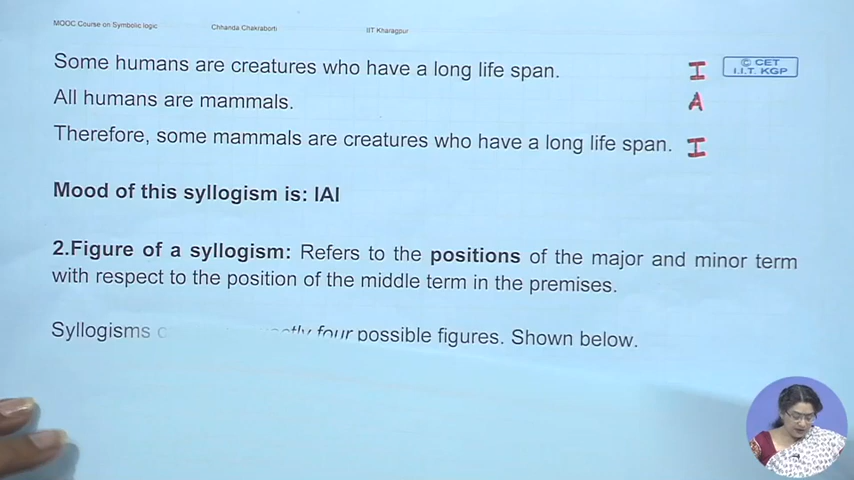 MOOC Course on Symbolic logic Chhanda Chakraborti IIT Kharagpur
Some humans are creatures who have a long life span. I
© CET
I.I.T. KGP
All humans are mammals. A
Therefore, some mammals are creatures who have a long life span. I
Mood of this syllogism is: IAI
2.Figure of a syllogism: Refers to the positions of the major and minor term
with respect to the position of the middle term in the premises.
Syllogisms four possible figures. Shown below.